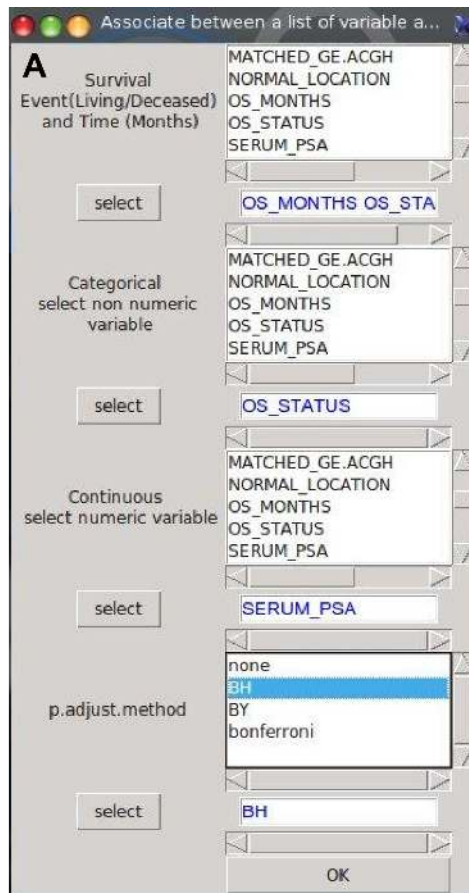 Associate between a list of variable a...
A
Survival
Event(Living/Deceased)
and Time (Months)
MATCHED_GE.ACGH
NORMAL_LOCATION
OS_MONTHS
OS_STATUS
SERUM_PSA
select
OS_MONTHS OS_STA
Categorical
select non numeric
variable
MATCHED_GE.ACGH
NORMAL_LOCATION
OS_MONTHS
OS_STATUS
SERUM_PSA
select
OS_STATUS
Continuous
select numeric variable
MATCHED_GE.ACGH
NORMAL_LOCATION
OS_MONTHS
OS_STATUS
SERUM_PSA
select
SERUM_PSA
p.adjust.method
none
BH
BY
bonferroni
select
BH
OK